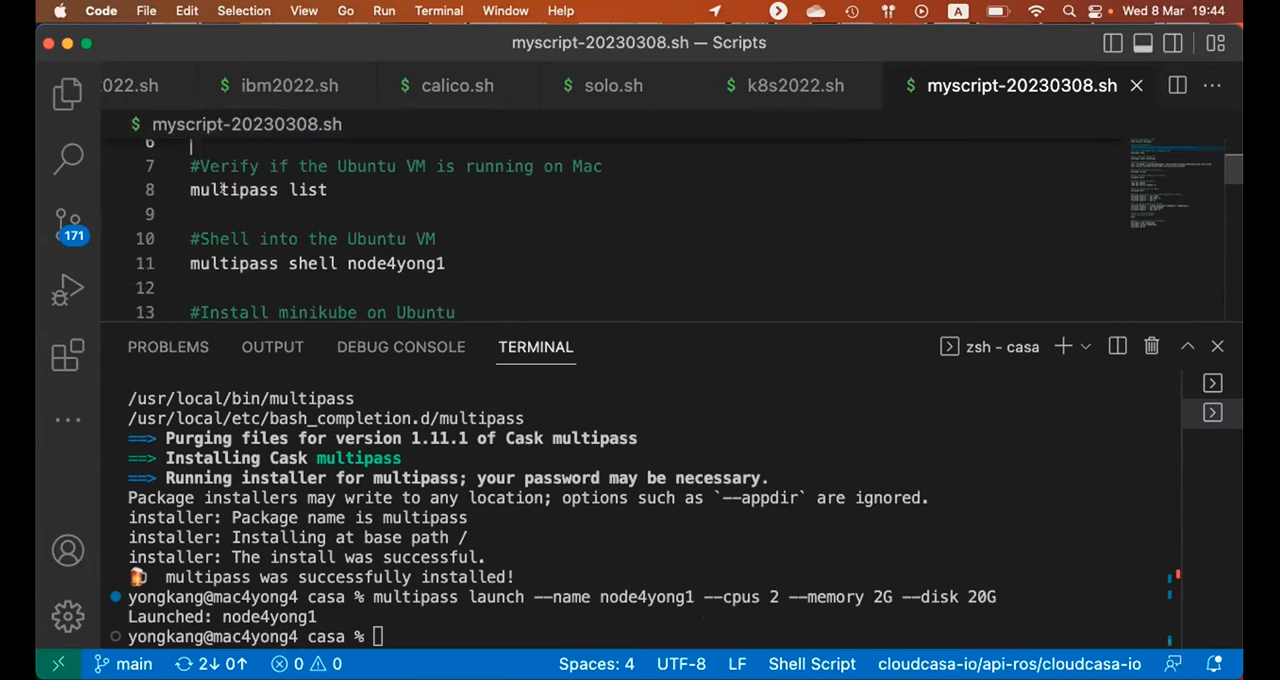 Code File Edit Selection View Go Run Terminal Window Help A Wed 8 Mar 19:44
myscript-20230308.sh — Scripts
2022.sh $ ibm2022.sh $ calico.sh $ solo.sh $ k8s2022.sh $ myscript-20230308.sh
$ myscript-20230308.sh
6
7 #Verify if the Ubuntu VM is running on Mac
8 multipass list
9
10 #Shell into the Ubuntu VM
11 multipass shell node4yong1
12
13 #Install minikube on Ubuntu
171
PROBLEMS OUTPUT DEBUG CONSOLE TERMINAL zsh - casa
/usr/local/bin/multipass
/usr/local/etc/bash_completion.d/multipass
==> Purging files for version 1.11.1 of Cask multipass
==> Installing Cask multipass
==> Running installer for multipass; your password may be necessary.
Package installers may write to any location; options such as `--appdir` are ignored.
installer: Package name is multipass
installer: Installing at base path /
installer: The install was successful.
🍺 multipass was successfully installed!
yongkang@mac4yong4 casa % multipass launch --name node4yong1 --cpus 2 --memory 2G --disk 20G
Launched: node4yong1
yongkang@mac4yong4 casa %
main 2↓ 0↑ 0 0 Spaces: 4 UTF-8 LF Shell Script cloudcasa-io/api-ros/cloudcasa-io